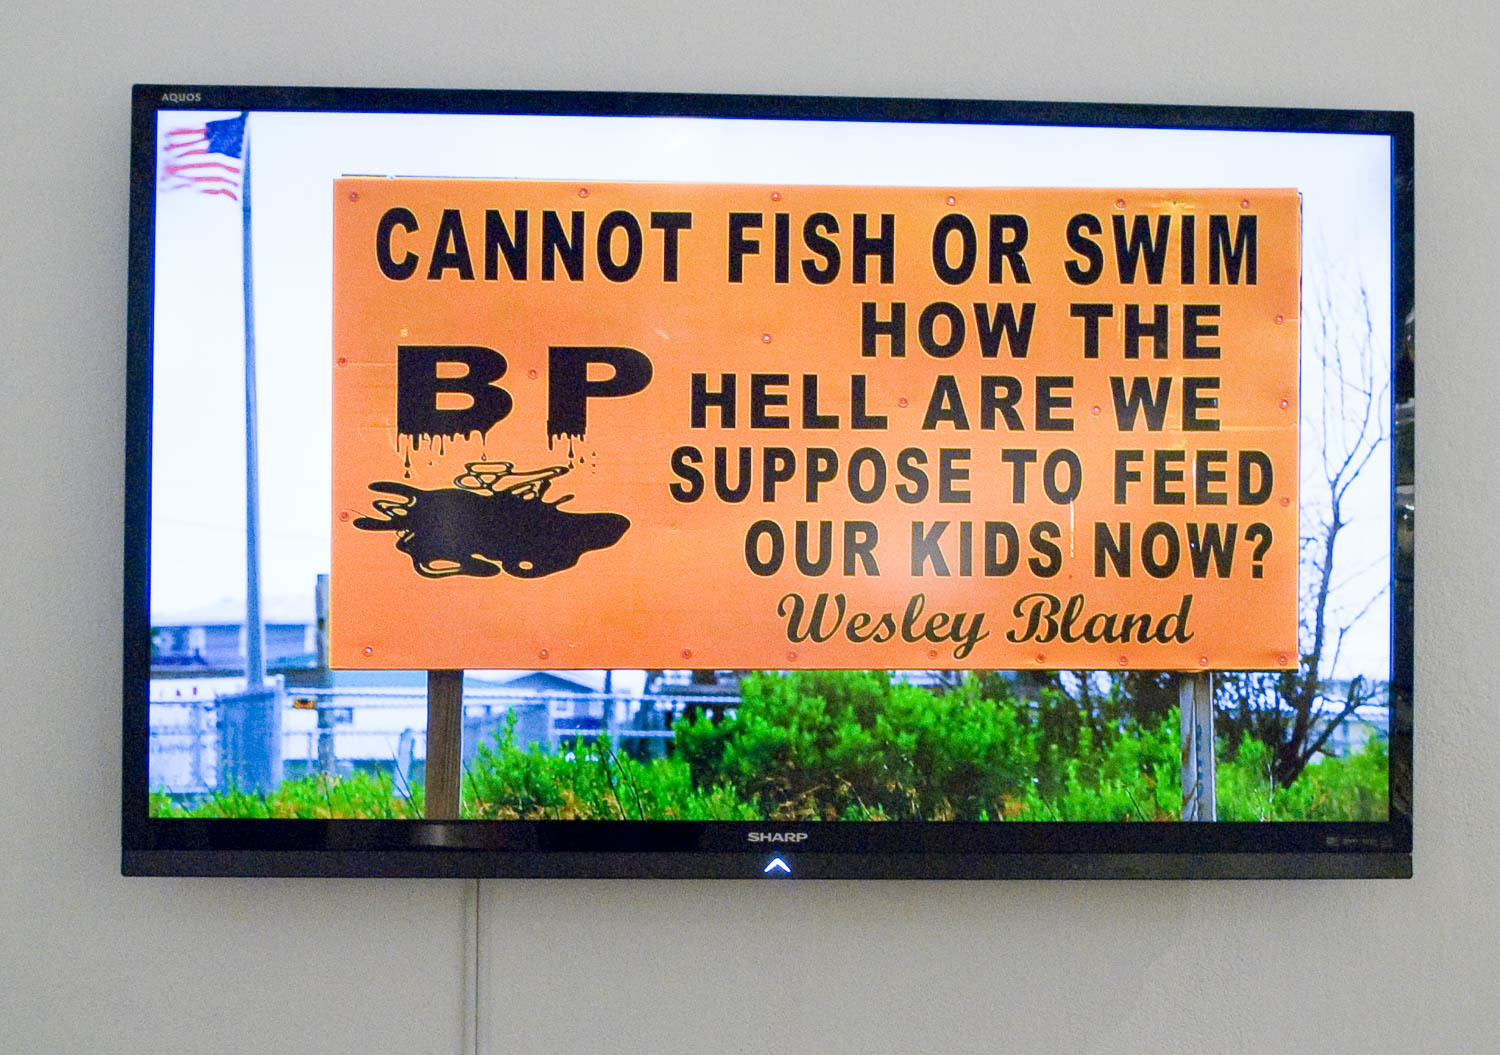 AQUOS
CANNOT FISH OR SWIM
HOW THE
BP HELL ARE WE
SUPPOSE TO FEED
OUR KIDS NOW?
Wesley Bland
SHARP